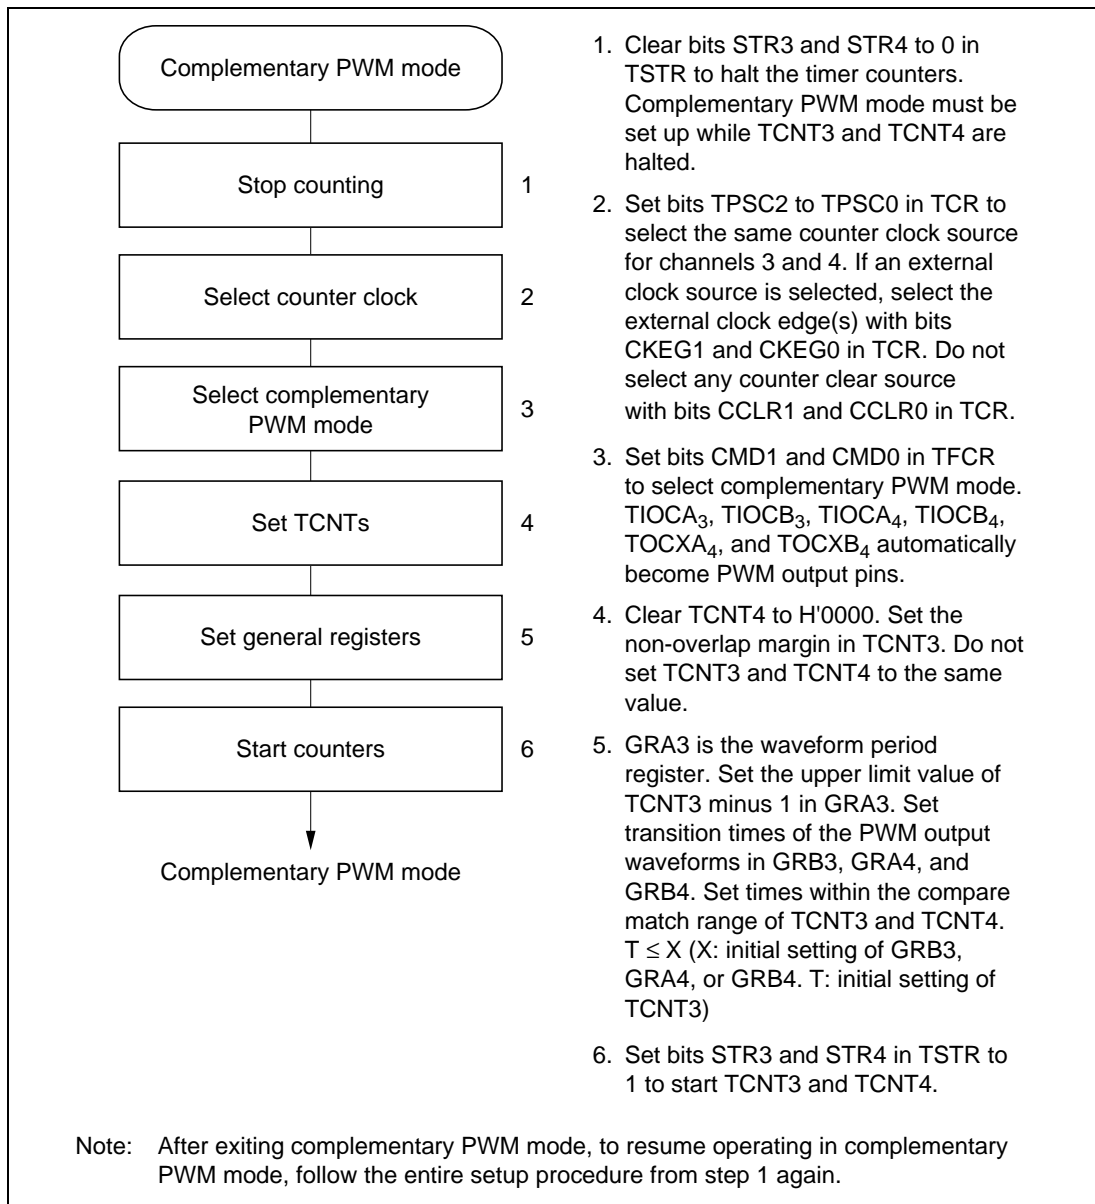 Complementary PWM mode
Stop counting
1
Select counter clock
2
Select complementary
PWM mode
3
Set TCNTs
4
Set general registers
5
Start counters
6
Complementary PWM mode
1. Clear bits STR3 and STR4 to 0 in
TSTR to halt the timer counters.
Complementary PWM mode must be
set up while TCNT3 and TCNT4 are
halted.
2. Set bits TPSC2 to TPSC0 in TCR to
select the same counter clock source
for channels 3 and 4. If an external
clock source is selected, select the
external clock edge(s) with bits
CKEG1 and CKEG0 in TCR. Do not
select any counter clear source
with bits CCLR1 and CCLR0 in TCR.
3. Set bits CMD1 and CMD0 in TFCR
to select complementary PWM mode.
TIOCA₃, TIOCB₃, TIOCA₄, TIOCB₄,
TOCXA₄, and TOCXB₄ automatically
become PWM output pins.
4. Clear TCNT4 to H'0000. Set the
non-overlap margin in TCNT3. Do not
set TCNT3 and TCNT4 to the same
value.
5. GRA3 is the waveform period
register. Set the upper limit value of
TCNT3 minus 1 in GRA3. Set
transition times of the PWM output
waveforms in GRB3, GRA4, and
GRB4. Set times within the compare
match range of TCNT3 and TCNT4.
T ≤ X (X: initial setting of GRB3,
GRA4, or GRB4. T: initial setting of
TCNT3)
6. Set bits STR3 and STR4 in TSTR to
1 to start TCNT3 and TCNT4.
Note: After exiting complementary PWM mode, to resume operating in complementary
PWM mode, follow the entire setup procedure from step 1 again.